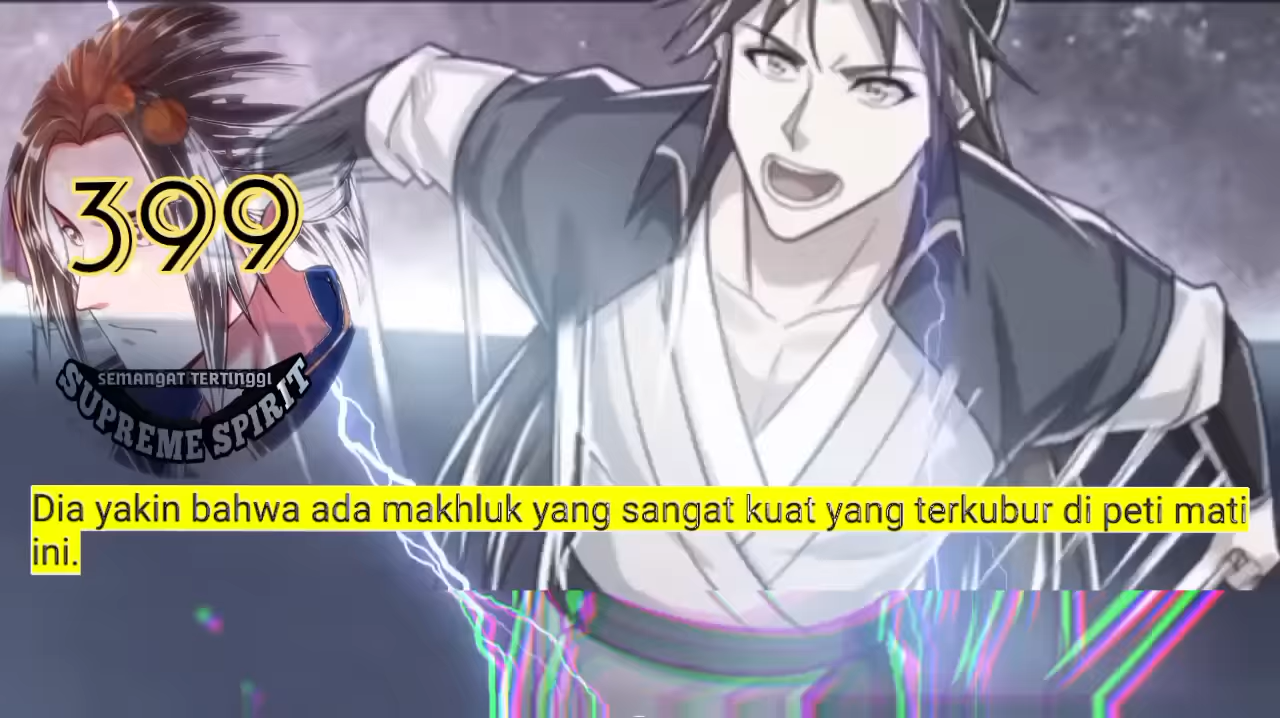 399
SEMANGAT TERTINGGI
SUPREME SPIRIT
Dia yakin bahwa ada makhluk yang sangat kuat yang terkubur di peti mati
ini.